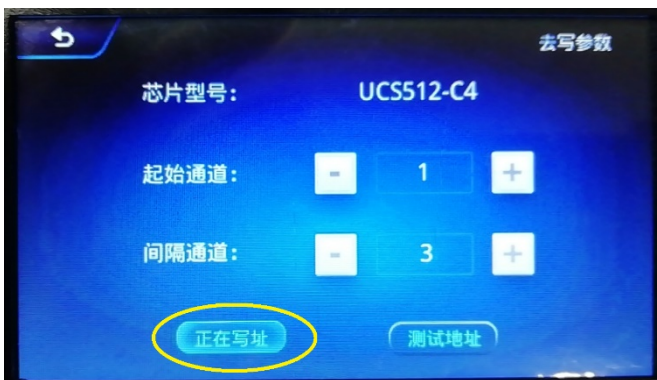 去写参数
芯片型号: UCS512-C4
起始通道: - 1 +
间隔通道: - 3 +
正在写址 测试地址